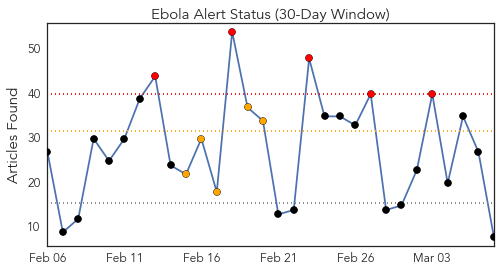 Ebola Alert Status (30-Day Window)
Articles Found
50
40
30
20
10
Feb 06 Feb 11 Feb 16 Feb 21 Feb 26 Mar 03